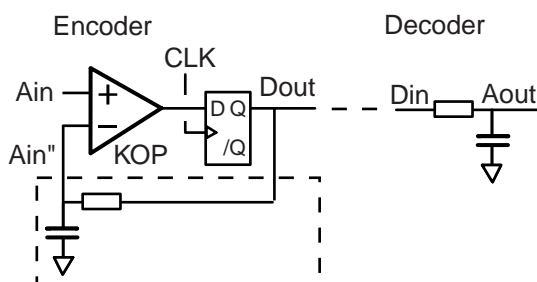 Encoder
Decoder
CLK
Ain
+
D Q
Dout
Din
Aout
−
/Q
Ain"
KOP